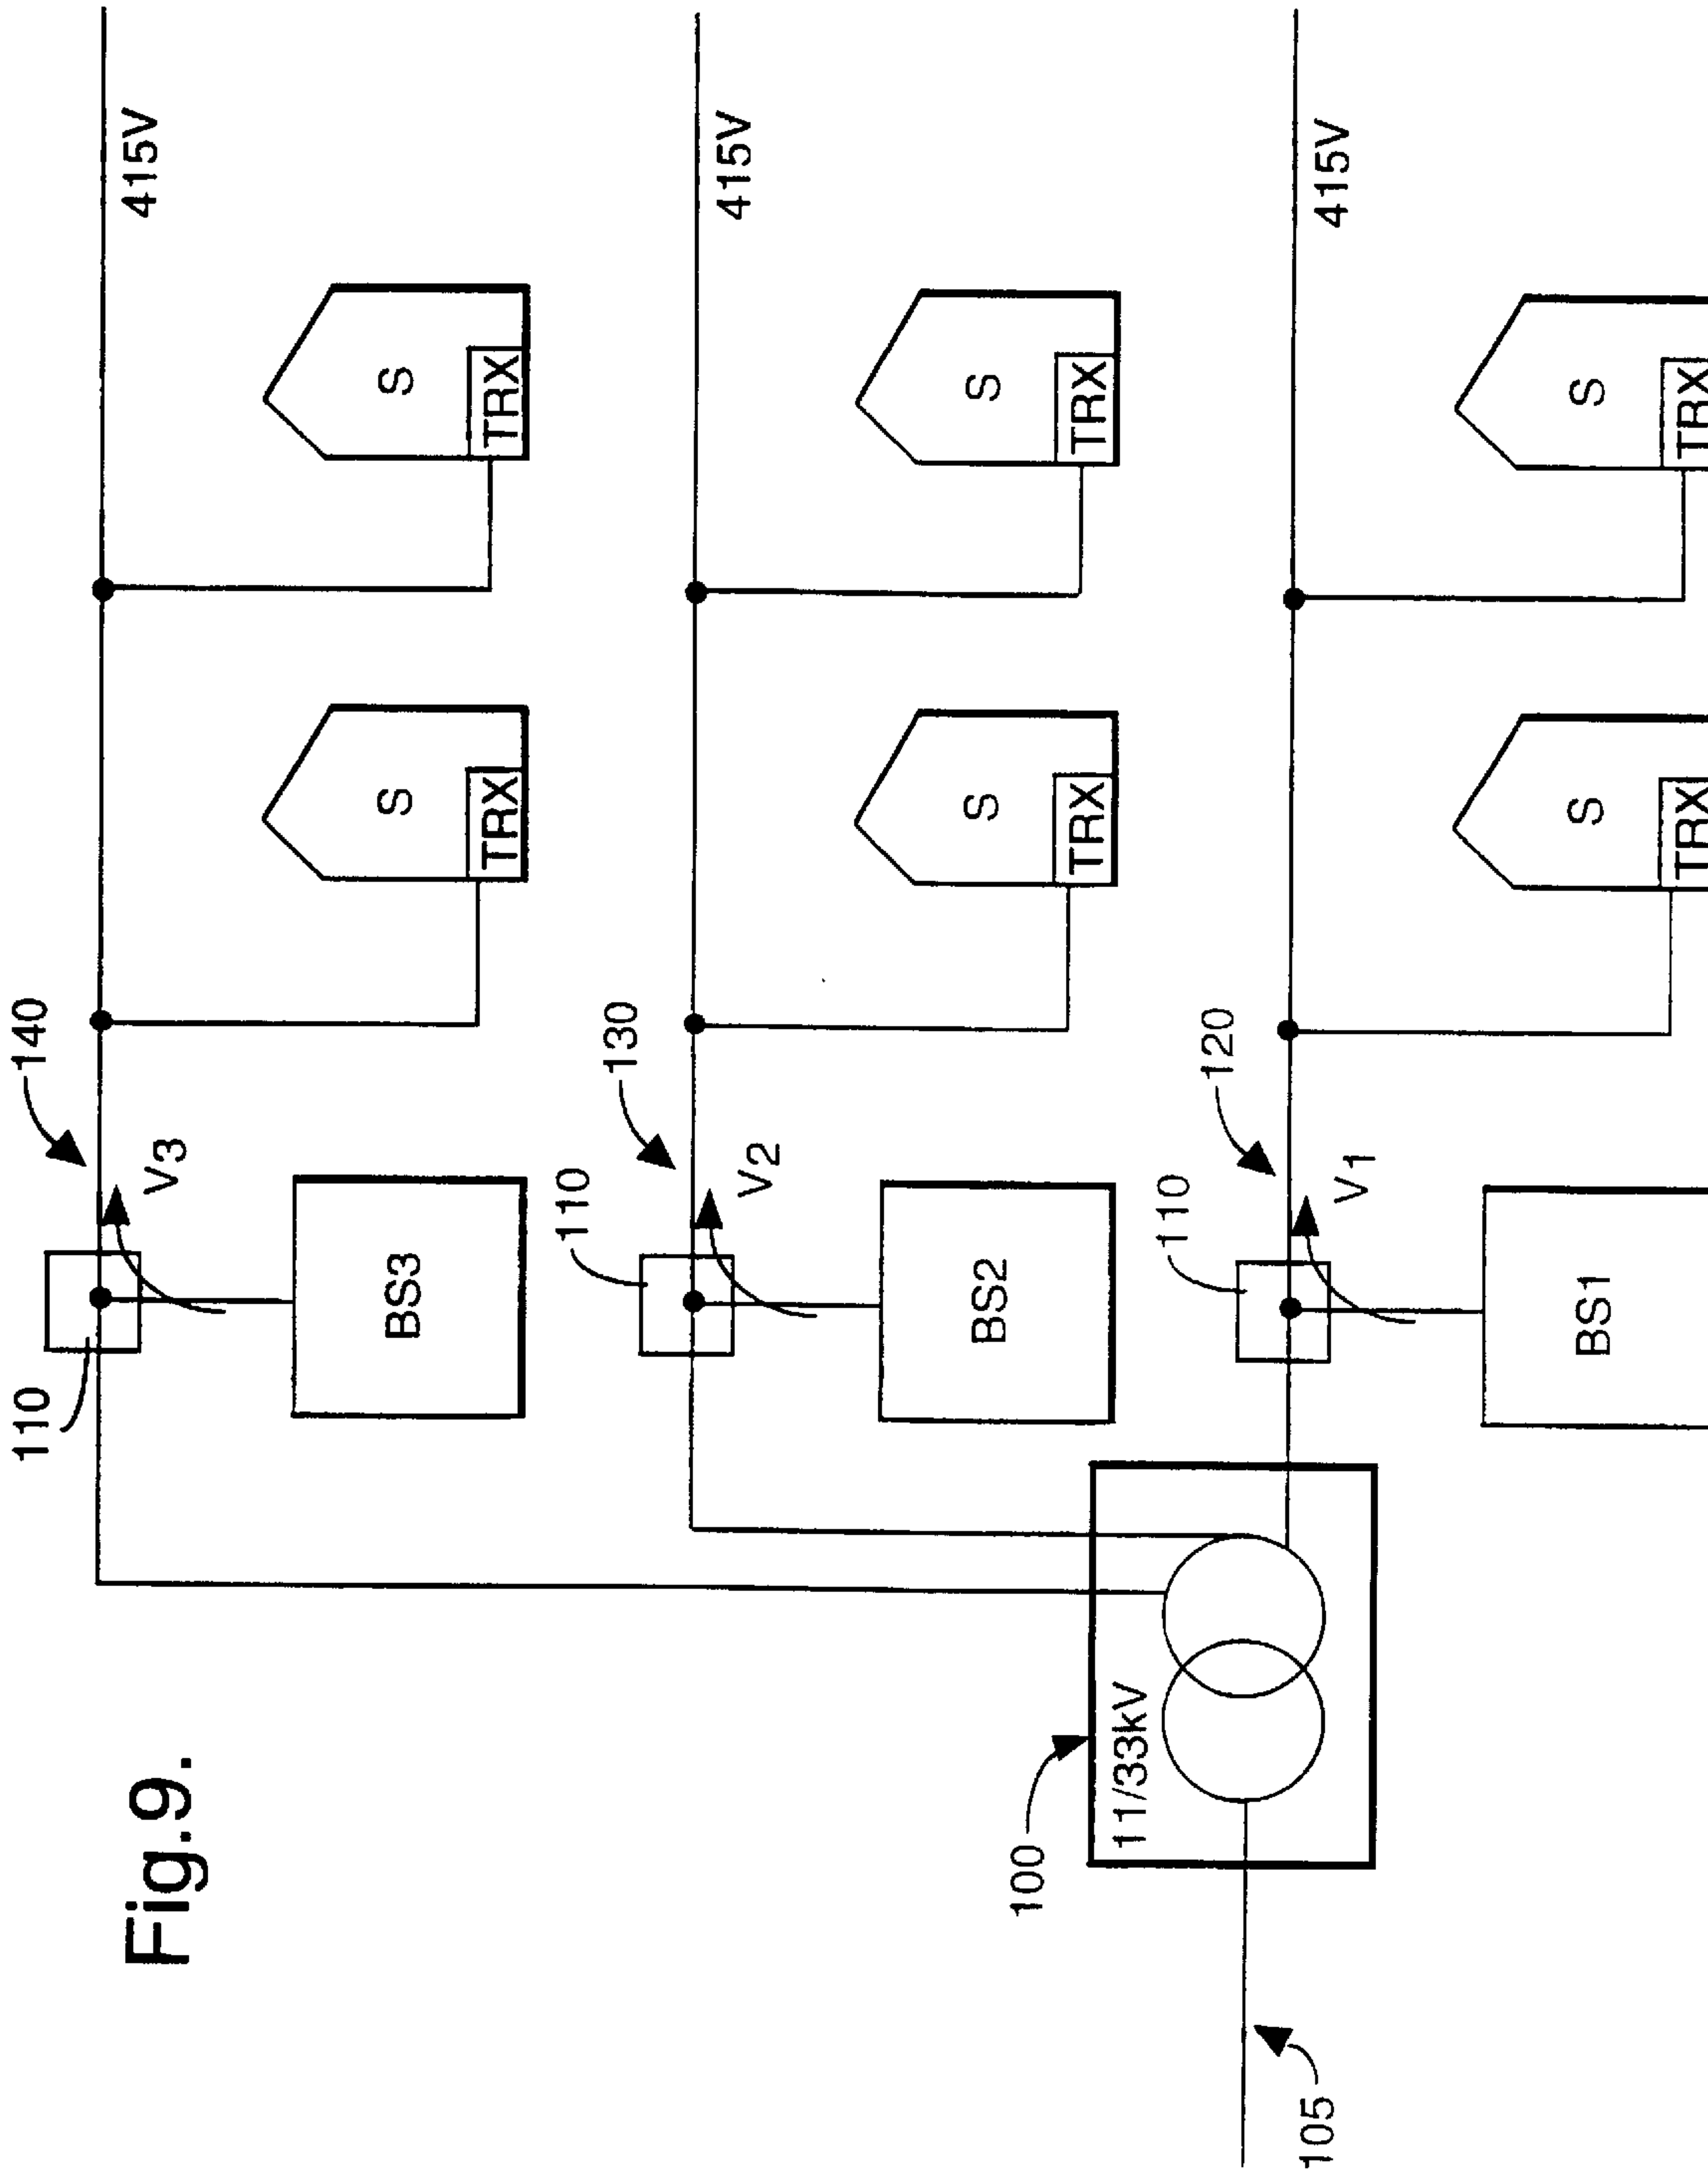 Fig.9.
110
140
V3
BS3
S
TRX
S
TRX
415V
110
130
V2
BS2
S
TRX
S
TRX
415V
110
120
V1
BS1
S
TRX
S
TRX
415V
100
11/33kV
105